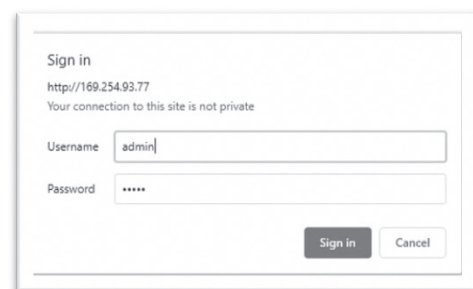 Sign in
http://169.254.93.77
Your connection to this site is not private
Username admin
Password •••••
Sign in Cancel